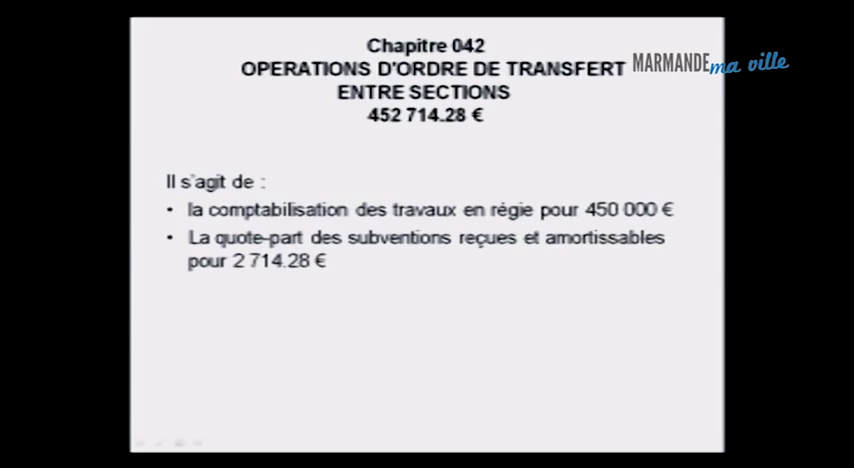 Chapitre 042
OPERATIONS D'ORDRE DE TRANSFERT
ENTRE SECTIONS
452 714.28 €
MARMANDE ma ville
Il s'agit de :
• la comptabilisation des travaux en régie pour 450 000 €
• La quote-part des subventions reçues et amortissables
pour 2 714.28 €